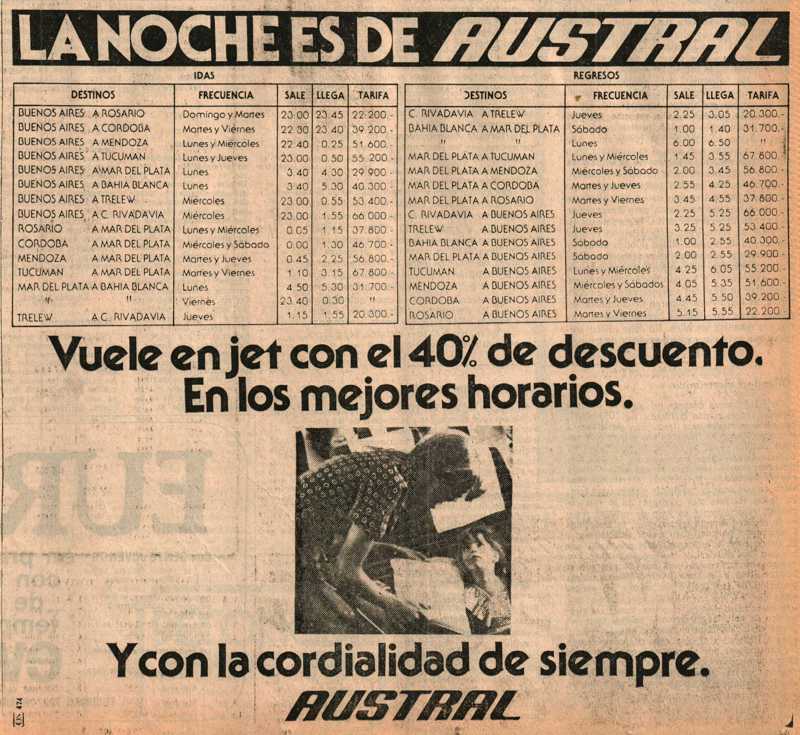 LA NOCHE ES DE AUSTRAL
IDAS
DESTINOS FRECUENCIA SALE LLEGA TARIFA
BUENOS AIRES A ROSARIO Domingo y Martes 23.00 23.45 22.200.-
BUENOS AIRES A CORDOBA Martes y Viernes 22.30 23.40 39.200.-
BUENOS AIRES A MENDOZA Lunes y Miércoles 22.40 0.25 51.600.-
BUENOS AIRES A TUCUMAN Lunes y Jueves 23.00 0.50 55.200.-
BUENOS AIRES A MAR DEL PLATA Lunes 3.40 4.30 29.900.-
BUENOS AIRES A BAHIA BLANCA Lunes 3.40 5.30 40.300.-
BUENOS AIRES A TRELEW Miércoles 23.00 0.55 53.400.-
BUENOS AIRES A C. RIVADAVIA Miércoles 23.00 1.55 66.000.-
ROSARIO A MAR DEL PLATA Lunes y Miércoles 0.05 1.15 37.800.-
CORDOBA A MAR DEL PLATA Miércoles y Sábado 0.00 1.30 46.700.-
MENDOZA A MAR DEL PLATA Martes y Jueves 0.45 2.25 56.800.-
TUCUMAN A MAR DEL PLATA Martes y Viernes 1.10 3.15 67.800.-
MAR DEL PLATA A BAHIA BLANCA Lunes 4.50 5.30 31.700.-
" " Viernes 23.40 0.30 "
TRELEW A C. RIVADAVIA Jueves 1.15 1.55 20.300.-
REGRESOS
DESTINOS FRECUENCIA SALE LLEGA TARIFA
C. RIVADAVIA A TRELEW Jueves 2.25 3.05 20.300.-
BAHIA BLANCA A MAR DEL PLATA Sábado 1.00 1.40 31.700.-
" " Lunes 6.00 6.50 "
MAR DEL PLATA A TUCUMAN Lunes y Miércoles 1.45 3.55 67.800.-
MAR DEL PLATA A MENDOZA Miércoles y Sábado 2.00 3.45 56.800.-
MAR DEL PLATA A CORDOBA Martes y Jueves 2.55 4.25 46.700.-
MAR DEL PLATA A ROSARIO Martes y Viernes 3.45 4.55 37.800.-
C. RIVADAVIA A BUENOS AIRES Jueves 2.25 5.25 66.000.-
TRELEW A BUENOS AIRES Jueves 3.25 5.25 53.400.-
BAHIA BLANCA A BUENOS AIRES Sábado 1.00 2.55 40.300.-
MAR DEL PLATA A BUENOS AIRES Sábado 2.00 2.55 29.900.-
TUCUMAN A BUENOS AIRES Lunes y Miércoles 4.25 6.05 55.200.-
MENDOZA A BUENOS AIRES Miércoles y Sábados 4.05 5.35 51.600.-
CORDOBA A BUENOS AIRES Martes y Jueves 4.45 5.50 39.200.-
ROSARIO A BUENOS AIRES Martes y Viernes 5.15 5.55 22.200.-
Vuele en jet con el 40% de descuento.
En los mejores horarios.
Y con la cordialidad de siempre.
AUSTRAL